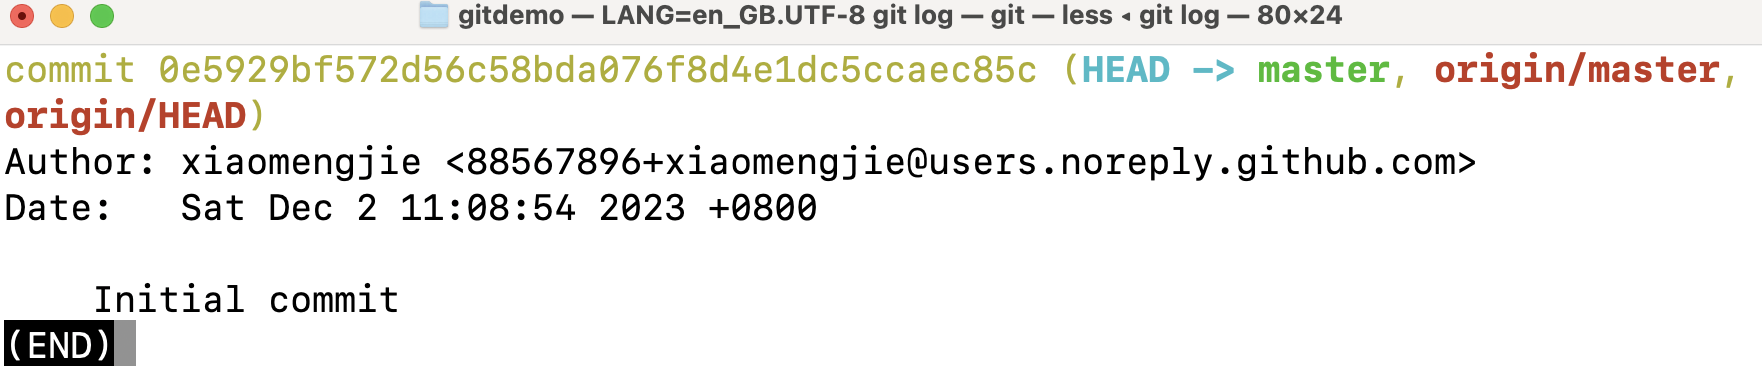 gitdemo — LANG=en_GB.UTF-8 git log — git — less ◂ git log — 80×24
commit 0e5929bf572d56c58bda076f8d4e1dc5ccaec85c (HEAD -> master, origin/master,
origin/HEAD)
Author: xiaomengjie <88567896+xiaomengjie@users.noreply.github.com>
Date:   Sat Dec 2 11:08:54 2023 +0800
    Initial commit
(END)